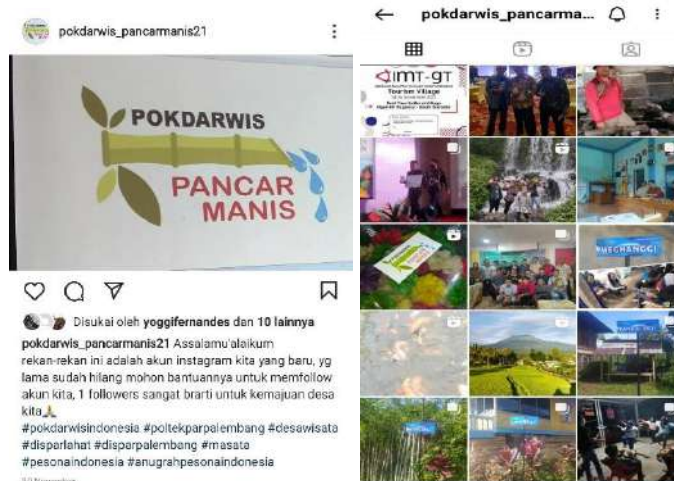 pokdarwis_pancarmanis21
POKDARWIS
PANCAR
MANIS
Disukai oleh yoggifernandes dan 10 lainnya
pokdarwis_pancarmanis21 Assalamu'alaikum
rekan-rekan ini adalah akun instagram kita yang baru, yg
lama sudah hilang mohon bantuannya untuk memfollow
akun kita, 1 followers sangat brarti untuk kemajuan desa
kita
#pokdarwisindonesia #poltekparpalembang #desawisata
#disparlahat #disparpalembang #masata
#pesonaindonesia #anugrahpesonaindonesia
pokdarwis_pancarma...
IMT-GT
Tourism Village